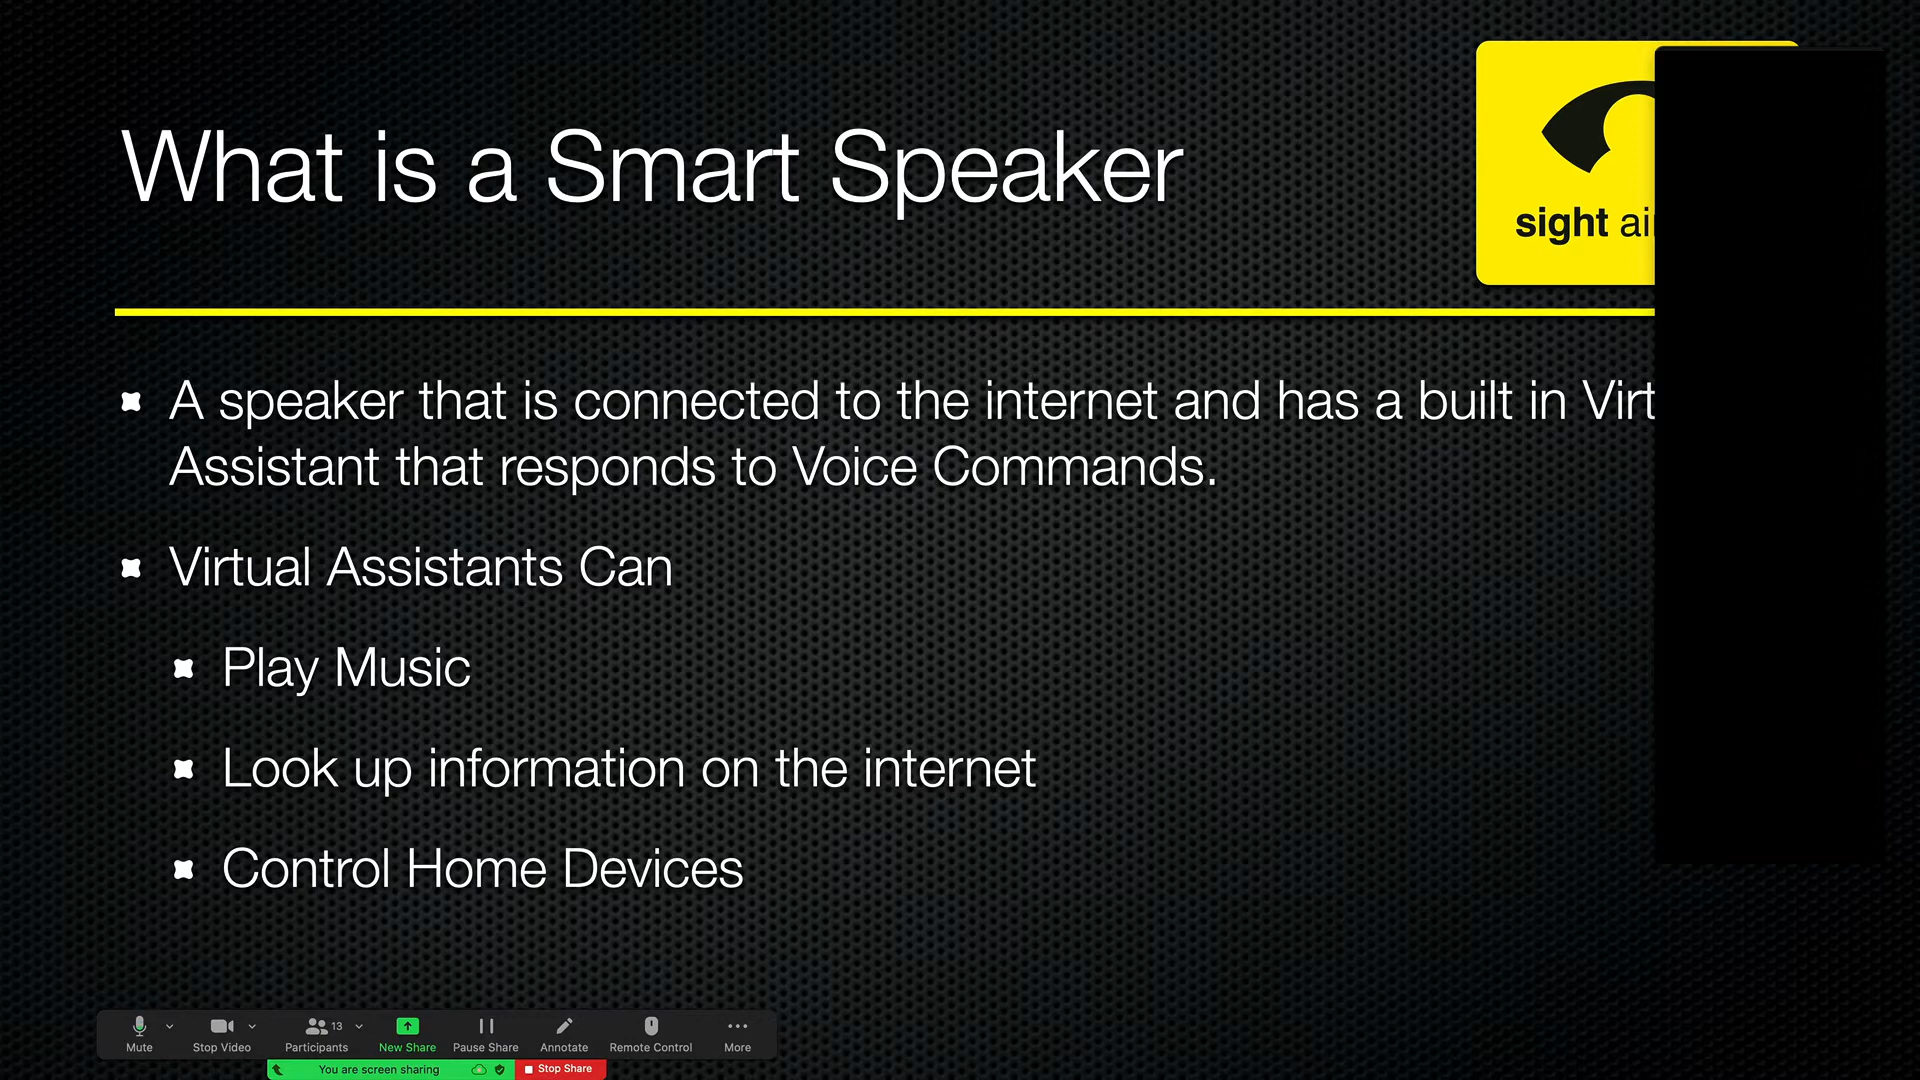 What is a Smart Speaker
sight
A speaker that is connected to the internet and has a built in
Assistant that responds to Voice Commands.
Virtual Assistants Can
Play Music
Look up information on the internet
Control Home Devices
13
Mute
Stop Video
Participants
New Share
Pause Share
Annotate
Remote Control
More
You are screen sharing
Stop Share